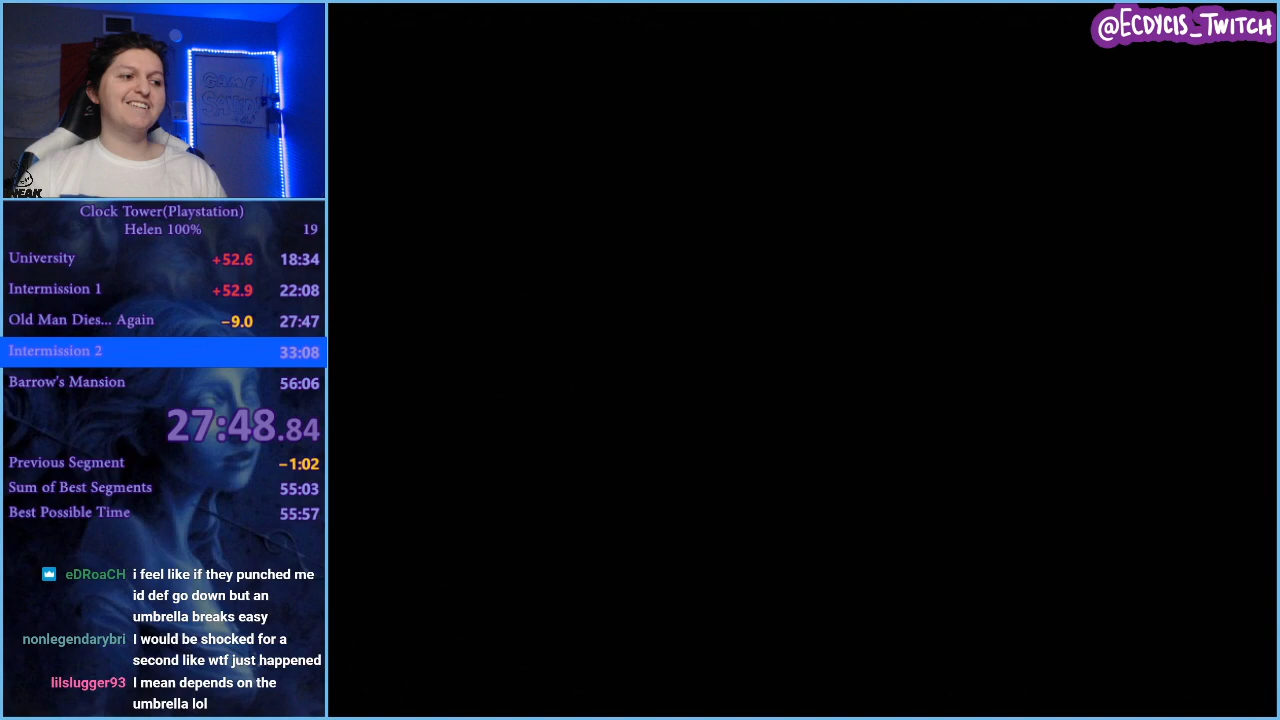 @Ecdycis_Twitch
GAME
Clock Tower(Playstation)
Helen 100% 19
University +52.6 18:34
Intermission 1 +52.9 22:08
Old Man Dies... Again −9.0 27:47
Intermission 2 33:08
Barrow's Mansion 56:06
27:48.84
Previous Segment −1:02
Sum of Best Segments 55:03
Best Possible Time 55:57
eDRoaCH i feel like if they punched me
id def go down but an
umbrella breaks easy
nonlegendarybri I would be shocked for a
second like wtf just happened
lilslugger93 I mean depends on the
umbrella lol